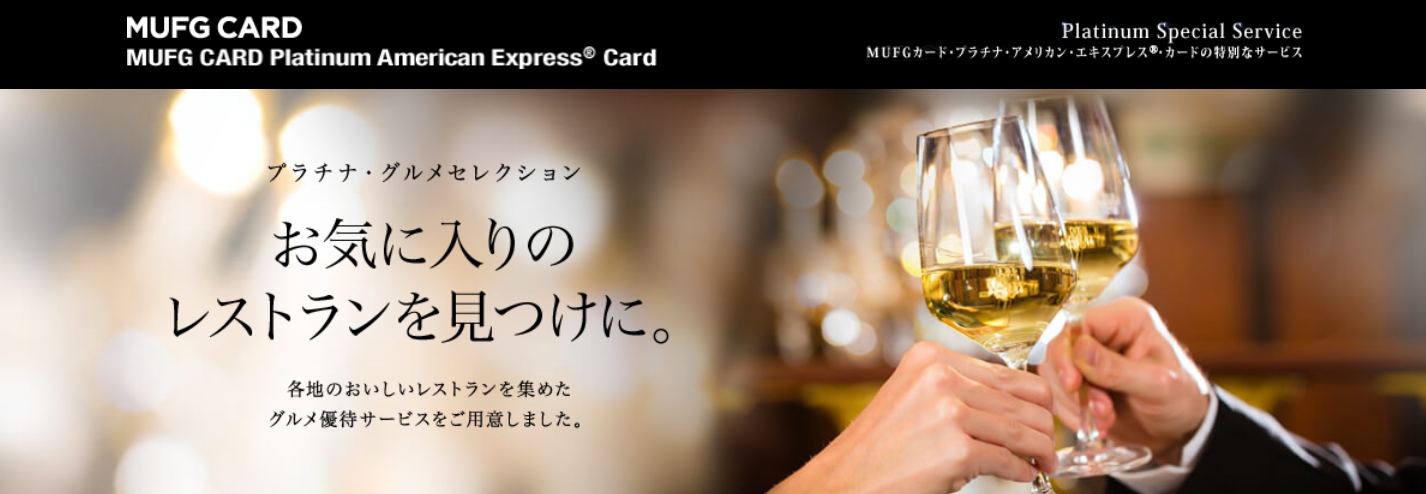 MUFG CARD
MUFG CARD Platinum American Express® Card
Platinum Special Service
MUFGカード・プラチナ・アメリカン・エキスプレス®・カードの特別なサービス
プラチナ・グルメセレクション
お気に入りの
レストランを見つけに。
各地のおいしいレストランを集めた
グルメ優待サービスをご用意しました。